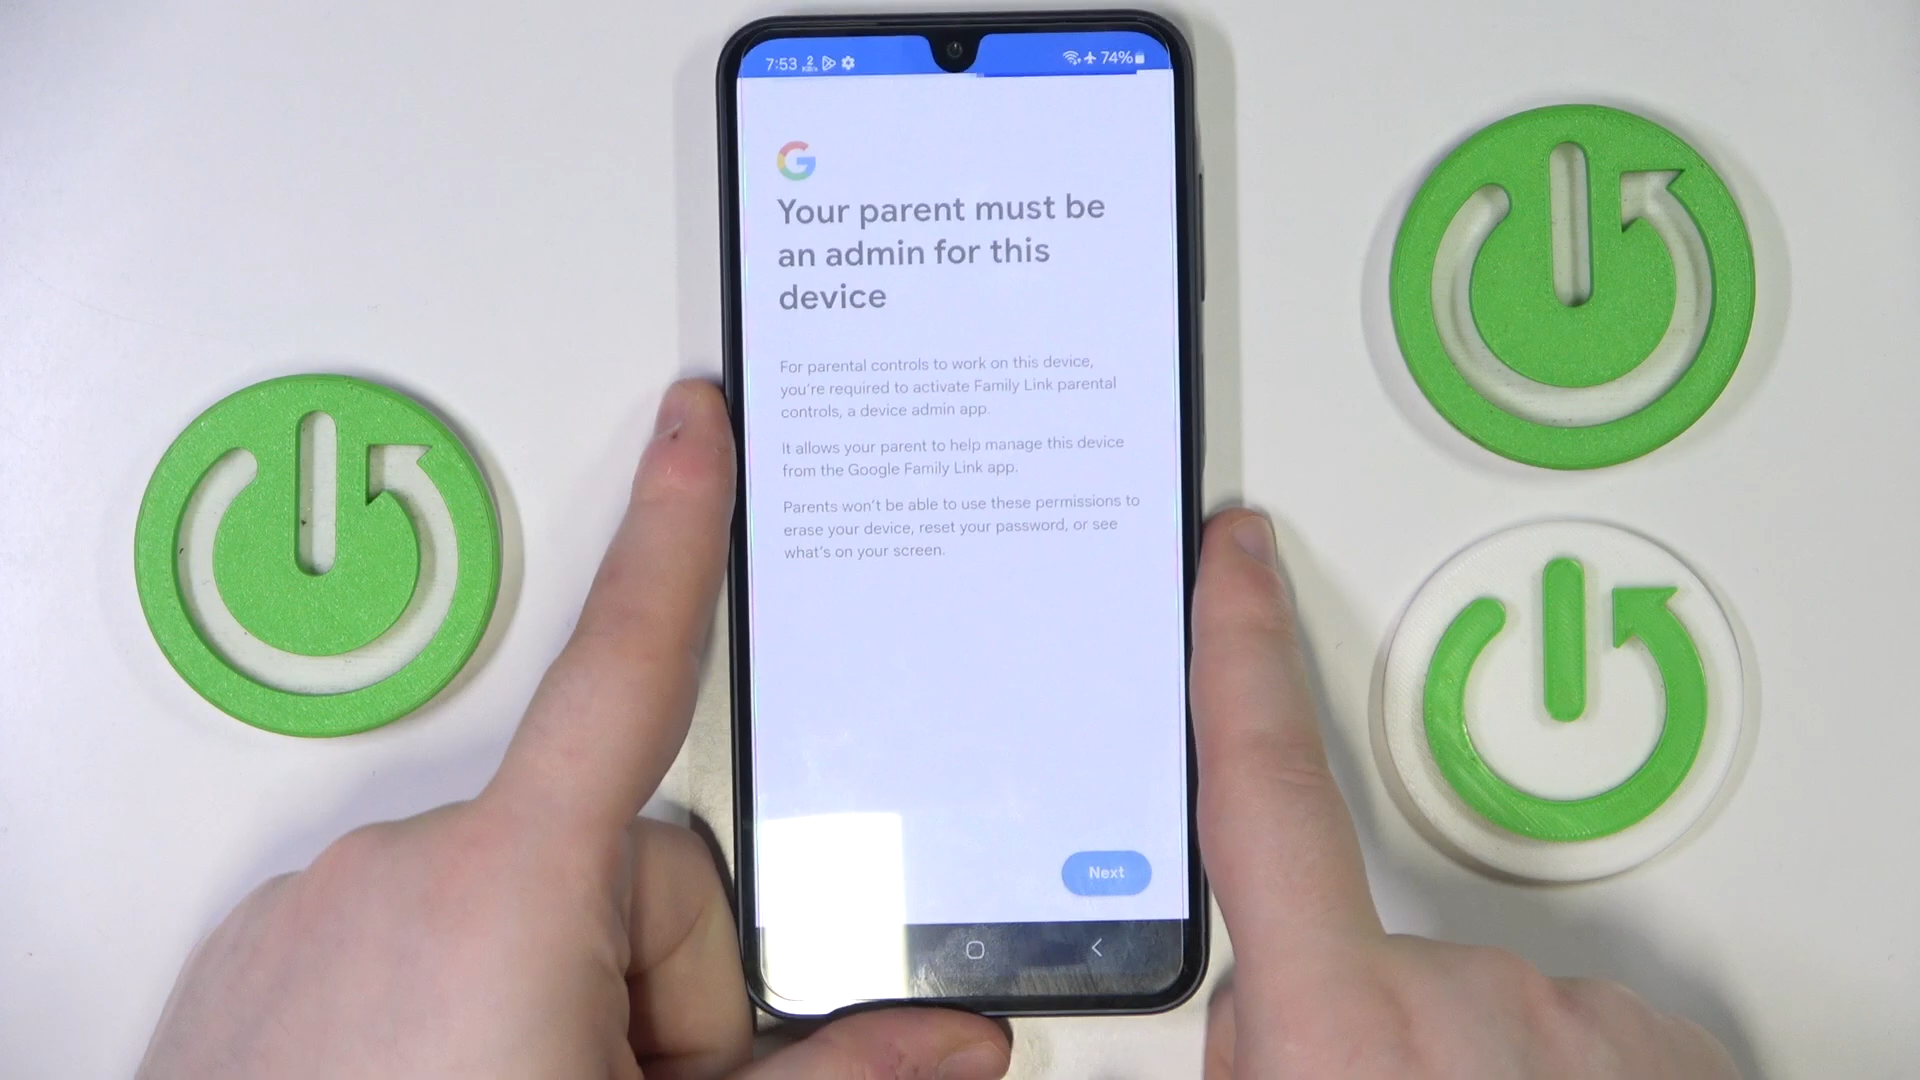 7:53 2 KB/s 74%
G
Your parent must be
an admin for this
device
For parental controls to work on this device,
you're required to activate Family Link parental
controls, a device admin app.
It allows your parent to help manage this device
from the Google Family Link app.
Parents won't be able to use these permissions to
erase your device, reset your password, or see
what's on your screen.
Next